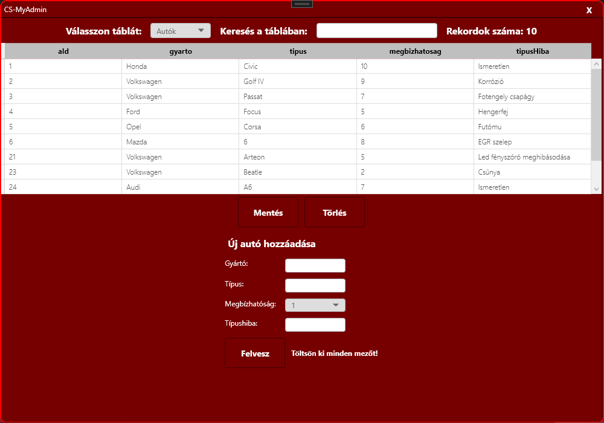 CS-MyAdmin X
Válasszon táblát: Autók Keresés a táblában: Rekordok száma: 10
aId gyarto tipus megbizhatosag tipusHiba
1 Honda Civic 10 Ismeretlen
2 Volkswagen Golf IV 9 Korrózió
3 Volkswagen Passat 7 Fotengely csapágy
4 Ford Focus 5 Hengerfej
5 Opel Corsa 6 Futómu
6 Mazda 6 8 EGR szelep
21 Volkswagen Arteon 5 Led fényszóró meghibásodása
23 Volkswagen Beatle 2 Csúnya
24 Audi A6 7 Ismeretlen
Mentés Törlés
Új autó hozzáadása
Gyártó:
Típus:
Megbízhatóság: 1
Típushiba:
Felvesz Töltsön ki minden mezőt!